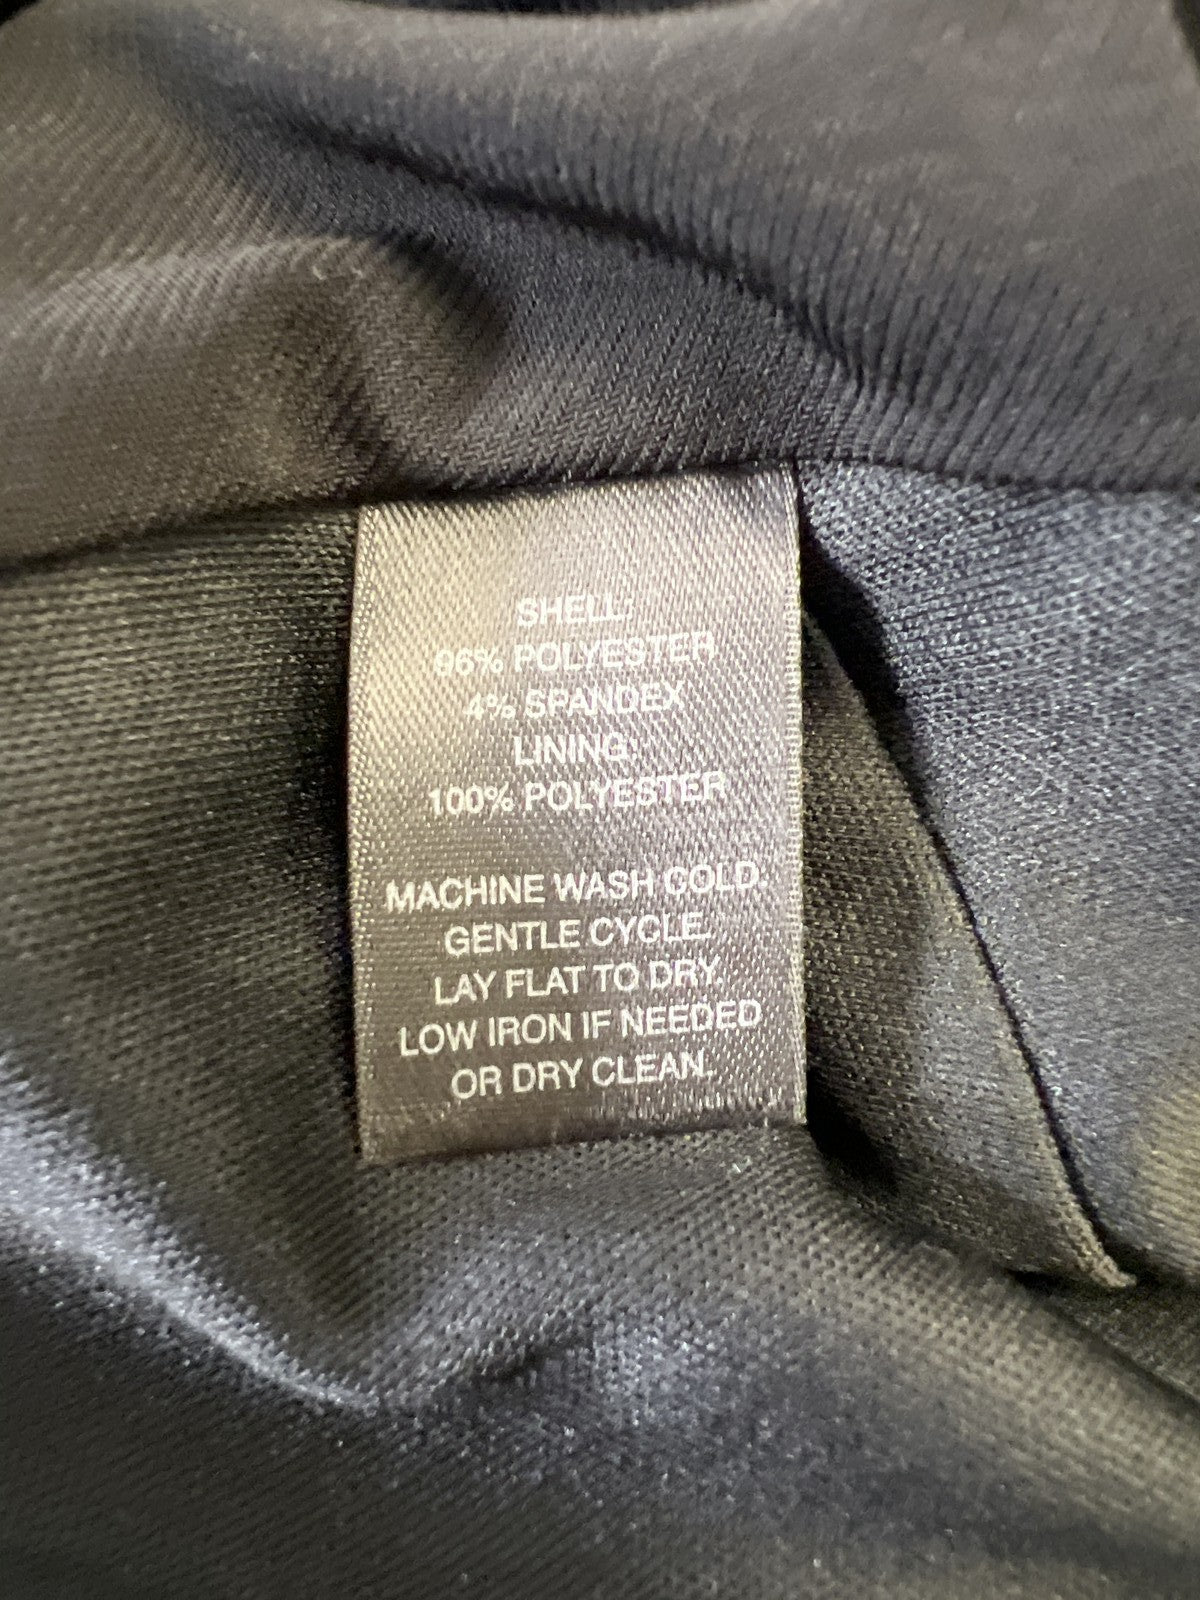 SHELL:
96% POLYESTER
4% SPANDEX
LINING:
100% POLYESTER
MACHINE WASH COLD.
GENTLE CYCLE.
LAY FLAT TO DRY.
LOW IRON IF NEEDED
OR DRY CLEAN.